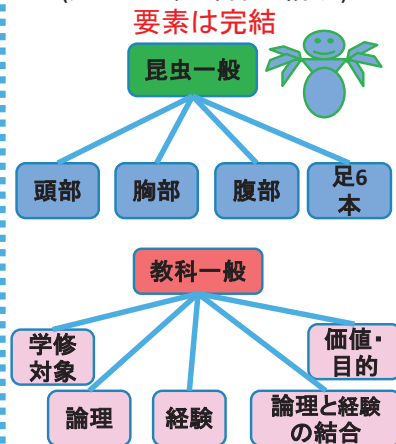 要素は完結
昆虫一般
頭部
胸部
腹部
足6
本
教科一般
学修
対象
価値・
目的
論理
経験
論理と経験
の結合